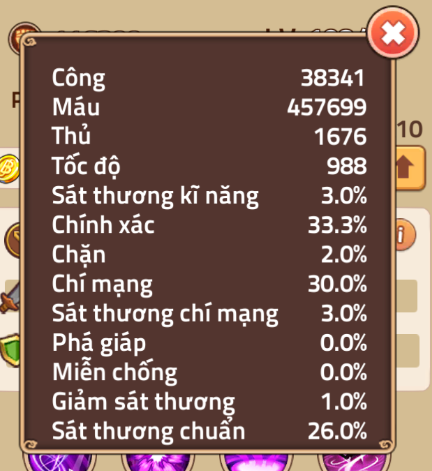 Công 38341
Máu 457699
Thủ 1676
Tốc độ 988
Sát thương kĩ năng 3.0%
Chính xác 33.3%
Chặn 2.0%
Chí mạng 30.0%
Sát thương chí mạng 3.0%
Phá giáp 0.0%
Miễn chống 0.0%
Giảm sát thương 1.0%
Sát thương chuẩn 26.0%
10